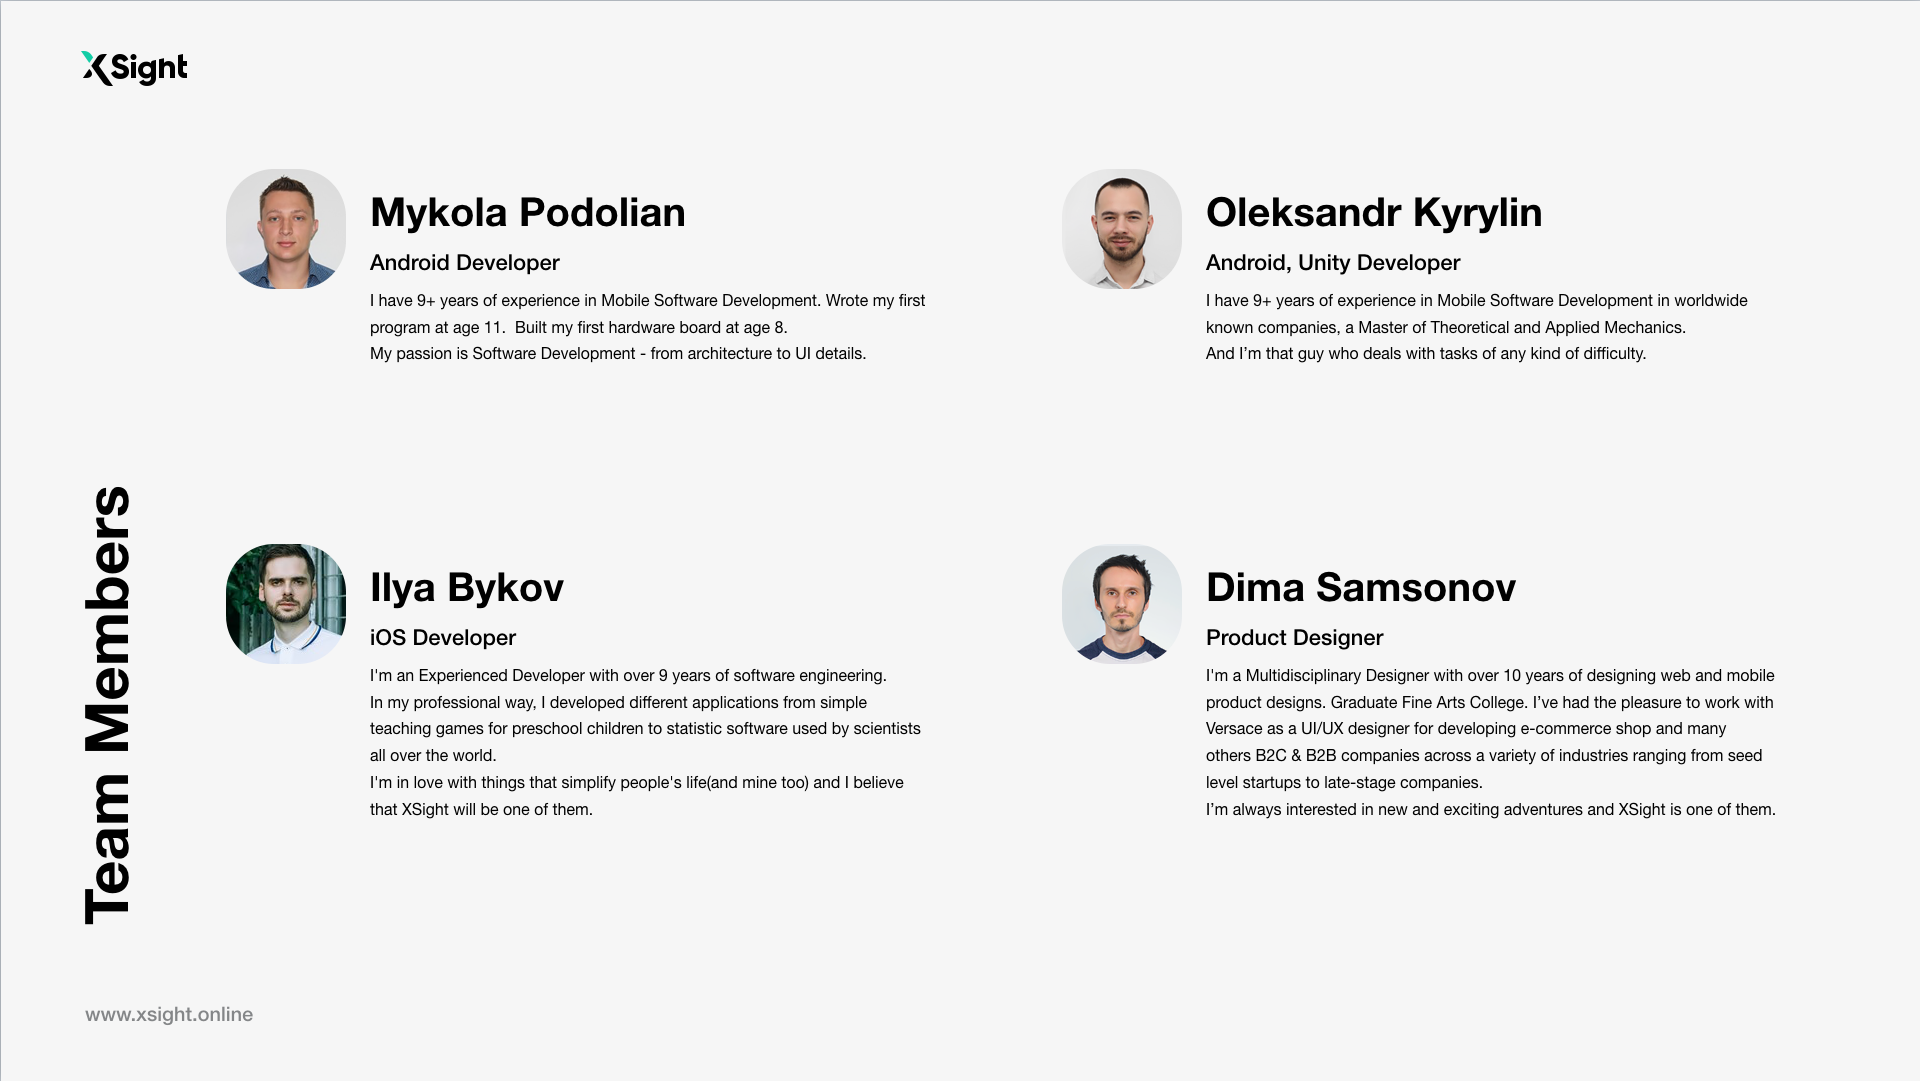 XSight
Mykola Podolian
Android Developer
I have 9+ years of experience in Mobile Software Development. Wrote my first
program at age 11.  Built my first hardware board at age 8.
My passion is Software Development - from architecture to UI details.
Oleksandr Kyrylin
Android, Unity Developer
I have 9+ years of experience in Mobile Software Development in worldwide
known companies, a Master of Theoretical and Applied Mechanics.
And I’m that guy who deals with tasks of any kind of difficulty.
Team Members
Ilya Bykov
iOS Developer
I'm an Experienced Developer with over 9 years of software engineering.
In my professional way, I developed different applications from simple
teaching games for preschool children to statistic software used by scientists
all over the world.
I'm in love with things that simplify people's life(and mine too) and I believe
that XSight will be one of them.
Dima Samsonov
Product Designer
I'm a Multidisciplinary Designer with over 10 years of designing web and mobile
product designs. Graduate Fine Arts College. I’ve had the pleasure to work with
Versace as a UI/UX designer for developing e-commerce shop and many
others B2C & B2B companies across a variety of industries ranging from seed
level startups to late-stage companies.
I’m always interested in new and exciting adventures and XSight is one of them.
www.xsight.online